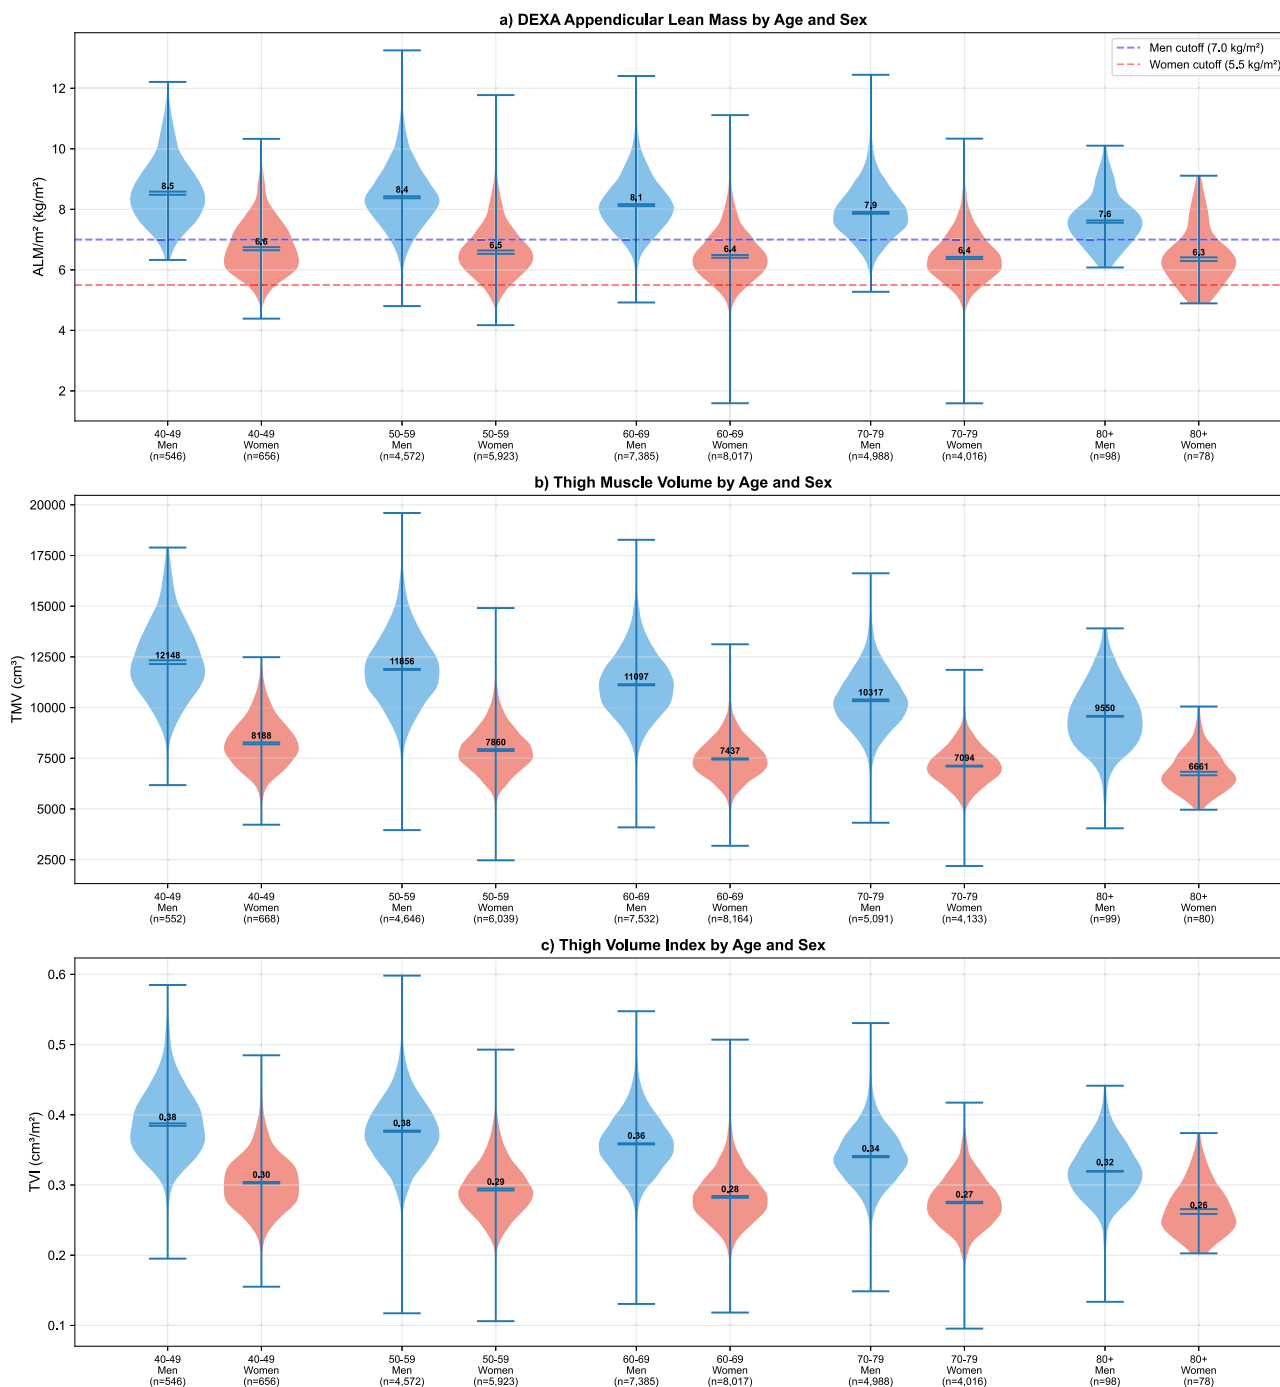 a) DEXA Appendicular Lean Mass by Age and Sex
Men cutoff (7.0 kg/m²)
Women cutoff (5.5 kg/m²)
ALM/m² (kg/m²)
12
10
8
6
4
2
8.5
6.6
8.4
6.5
8.1
6.4
7.9
6.4
7.6
6.3
40-49 40-49 50-59 50-59 60-69 60-69 70-79 70-79 80+ 80+
Men Women Men Women Men Women Men Women Men Women
(n=546) (n=656) (n=4,572) (n=5,923) (n=7,385) (n=8,017) (n=4,988) (n=4,016) (n=98) (n=78)
b) Thigh Muscle Volume by Age and Sex
TMV (cm³)
20000
17500
15000
12500
10000
7500
5000
2500
12148
8188
11856
7860
11097
7437
10317
7094
9550
6661
40-49 40-49 50-59 50-59 60-69 60-69 70-79 70-79 80+ 80+
Men Women Men Women Men Women Men Women Men Women
(n=552) (n=668) (n=4,646) (n=6,039) (n=7,532) (n=8,164) (n=5,091) (n=4,133) (n=99) (n=80)
c) Thigh Volume Index by Age and Sex
TVI (cm³/m²)
0.6
0.5
0.4
0.3
0.2
0.1
0.38
0.30
0.38
0.29
0.36
0.28
0.34
0.27
0.32
0.26
40-49 40-49 50-59 50-59 60-69 60-69 70-79 70-79 80+ 80+
Men Women Men Women Men Women Men Women Men Women
(n=546) (n=656) (n=4,572) (n=5,923) (n=7,385) (n=8,017) (n=4,988) (n=4,016) (n=98) (n=78)